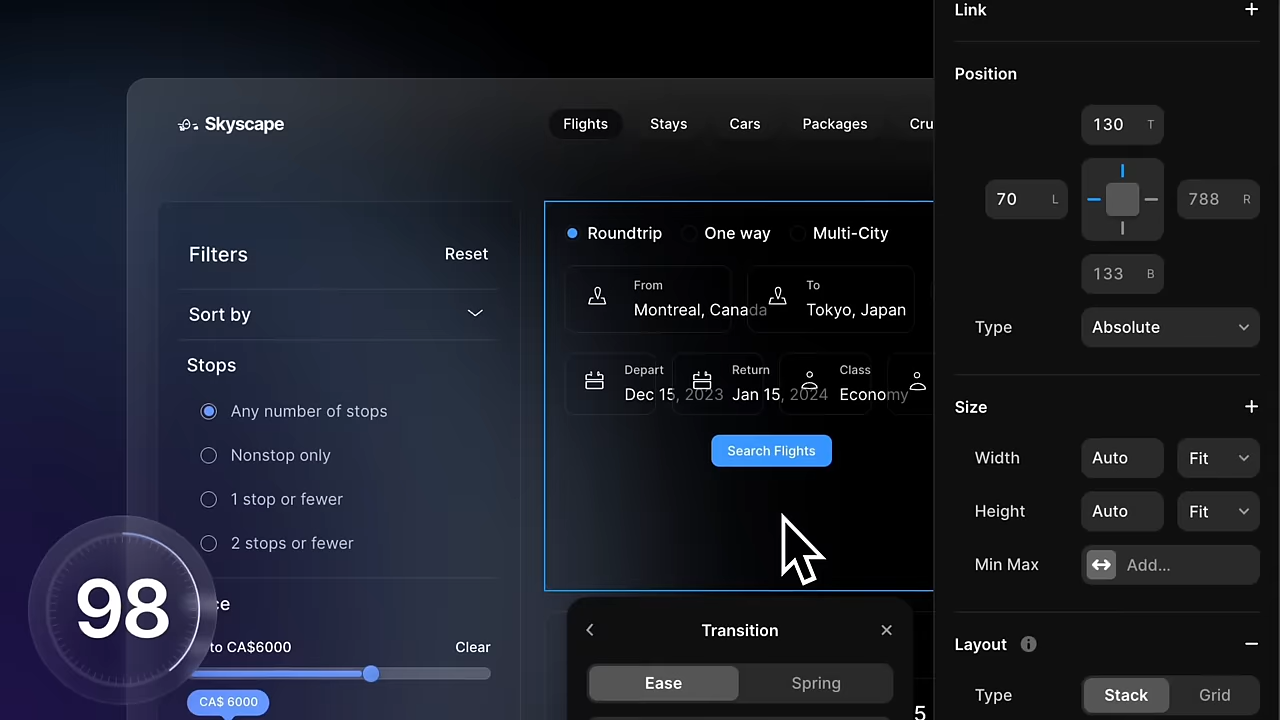 Link
Position
130 T
70 L
788 R
133 B
Type
Absolute
Size
Width
Auto
Fit
Height
Auto
Fit
Min Max
Add...
Layout
Type
Stack
Grid
Skyscape
Flights
Stays
Cars
Packages
Cru
Filters
Reset
Sort by
Stops
Any number of stops
Nonstop only
1 stop or fewer
2 stops or fewer
ce
to CA$6000
Clear
CA$ 6000
98
Roundtrip
One way
Multi-City
From
Montreal, Canada
To
Tokyo, Japan
Depart
Dec 15, 2023
Return
Jan 15, 2024
Class
Economy
Search Flights
Transition
Ease
Spring
5